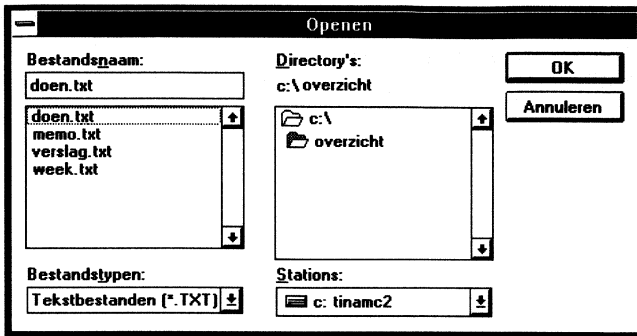 Openen
Bestandsnaam:
doen.txt
doen.txt
memo.txt
verslag.txt
week.txt
Bestandstypen:
Tekstbestanden (*.TXT)
Directory's:
c:\overzicht
c:\
overzicht
Stations:
c: tinamc2
OK
Annuleren